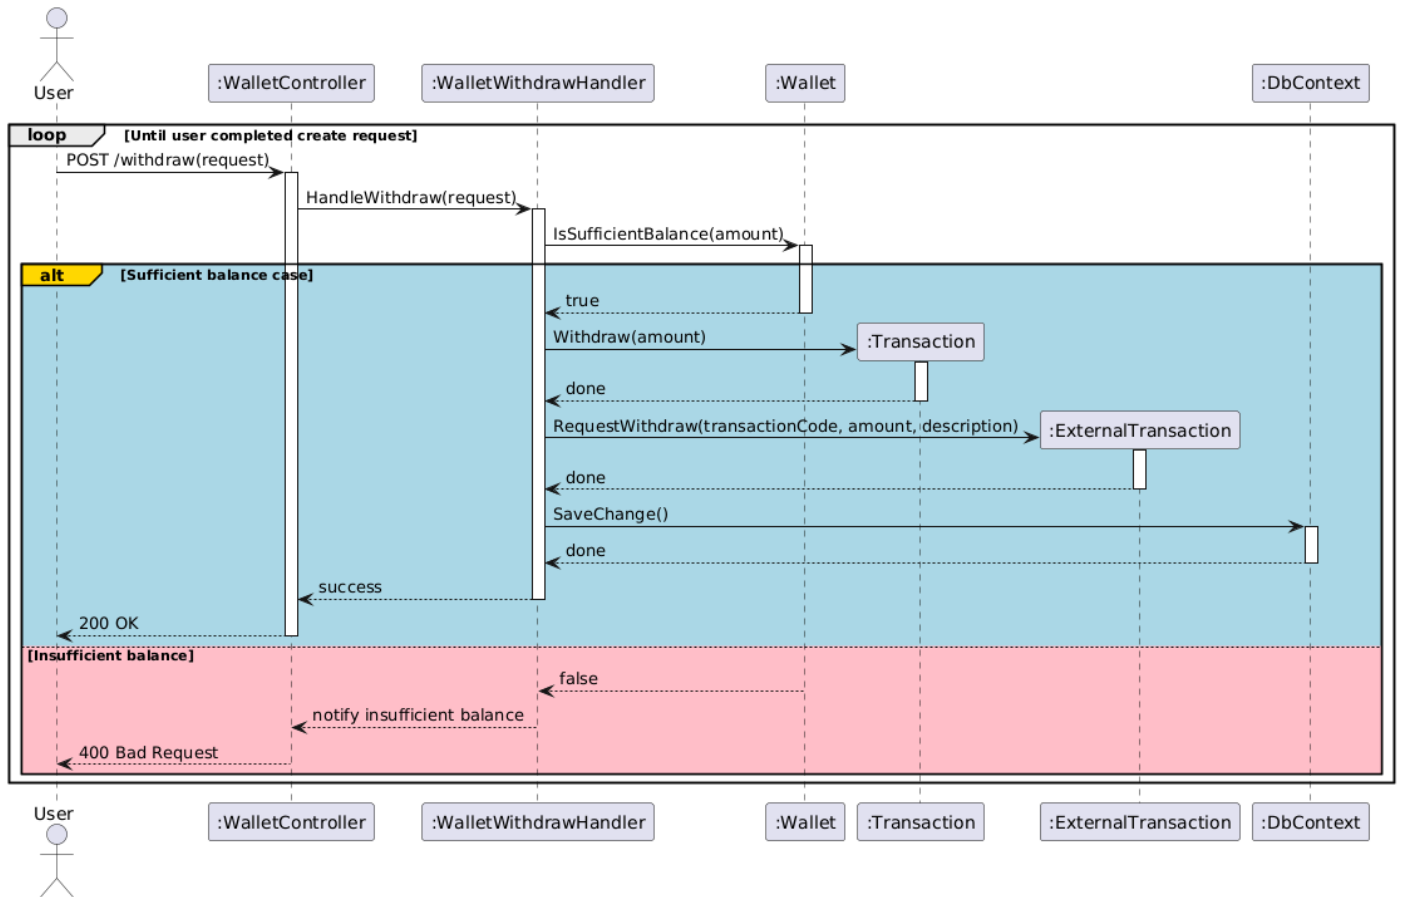 User
:WalletController
:WalletWithdrawHandler
:Wallet
:DbContext
loop
[Until user completed create request]
POST /withdraw(request)
HandleWithdraw(request)
IsSufficientBalance(amount)
alt
[Sufficient balance case]
true
Withdraw(amount)
:Transaction
done
RequestWithdraw(transactionCode, amount, description)
:ExternalTransaction
done
SaveChange()
done
success
200 OK
[Insufficient balance]
false
notify insufficient balance
400 Bad Request
User
:WalletController
:WalletWithdrawHandler
:Wallet
:Transaction
:ExternalTransaction
:DbContext